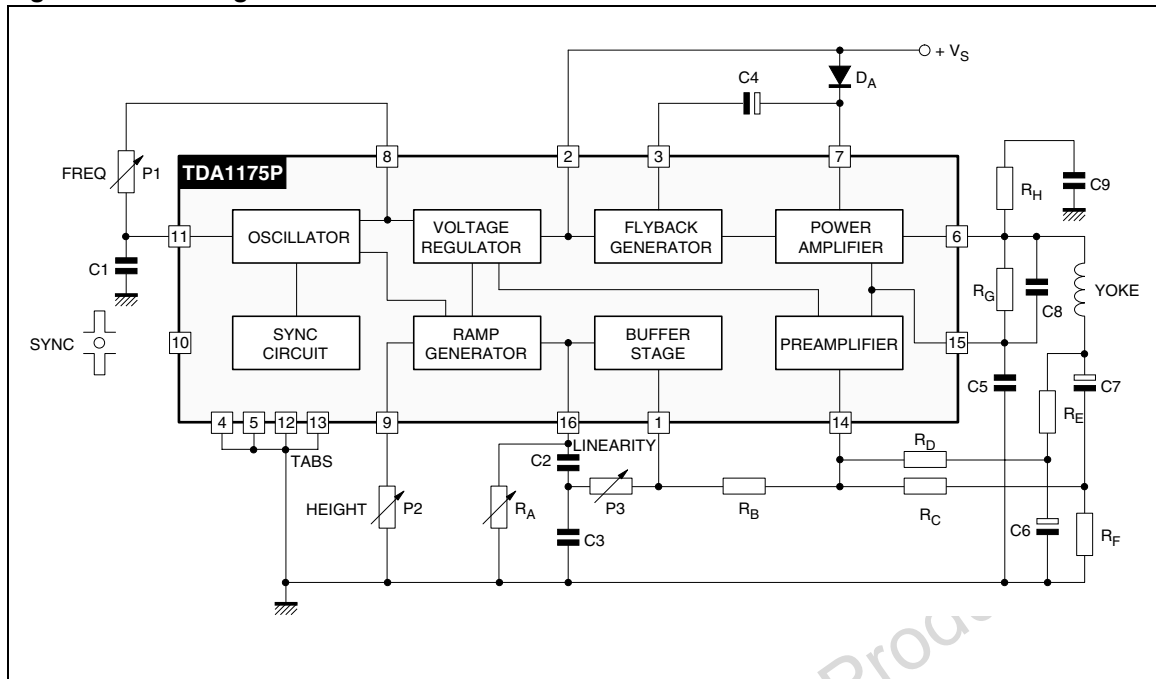 + VS
C4
DA
8
2
3
7
TDA1175P
FREQ
P1
RH
C9
OSCILLATOR
VOLTAGE
REGULATOR
FLYBACK
GENERATOR
POWER
AMPLIFIER
11
6
C1
RG
C8
YOKE
SYNC
10
SYNC
CIRCUIT
RAMP
GENERATOR
BUFFER
STAGE
PREAMPLIFIER
15
C5
C7
4
5
12
13
9
16
1
14
RE
TABS
LINEARITY
C2
RD
HEIGHT
P2
RA
P3
RB
RC
C3
C6
RF